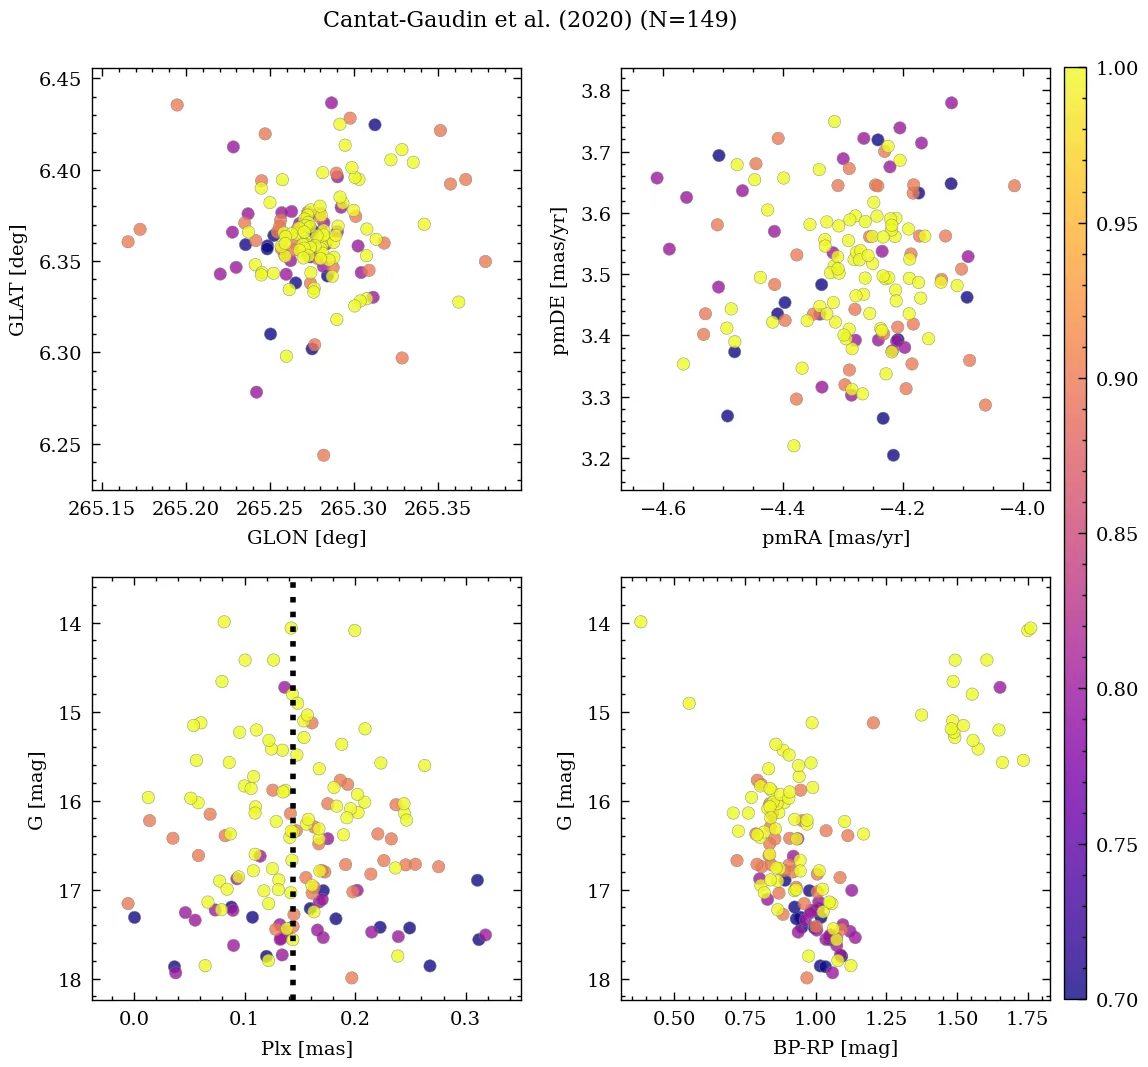 Cantat-Gaudin et al. (2020) (N=149)
6.45
6.40
6.35
6.30
6.25
GLAT [deg]
265.15 265.20 265.25 265.30 265.35
GLON [deg]
3.8
3.7
3.6
3.5
3.4
3.3
3.2
pmDE [mas/yr]
−4.6 −4.4 −4.2 −4.0
pmRA [mas/yr]
1.00
0.95
0.90
0.85
0.80
0.75
0.70
14
15
16
17
18
G [mag]
0.0 0.1 0.2 0.3
Plx [mas]
14
15
16
17
18
G [mag]
0.50 0.75 1.00 1.25 1.50 1.75
BP-RP [mag]